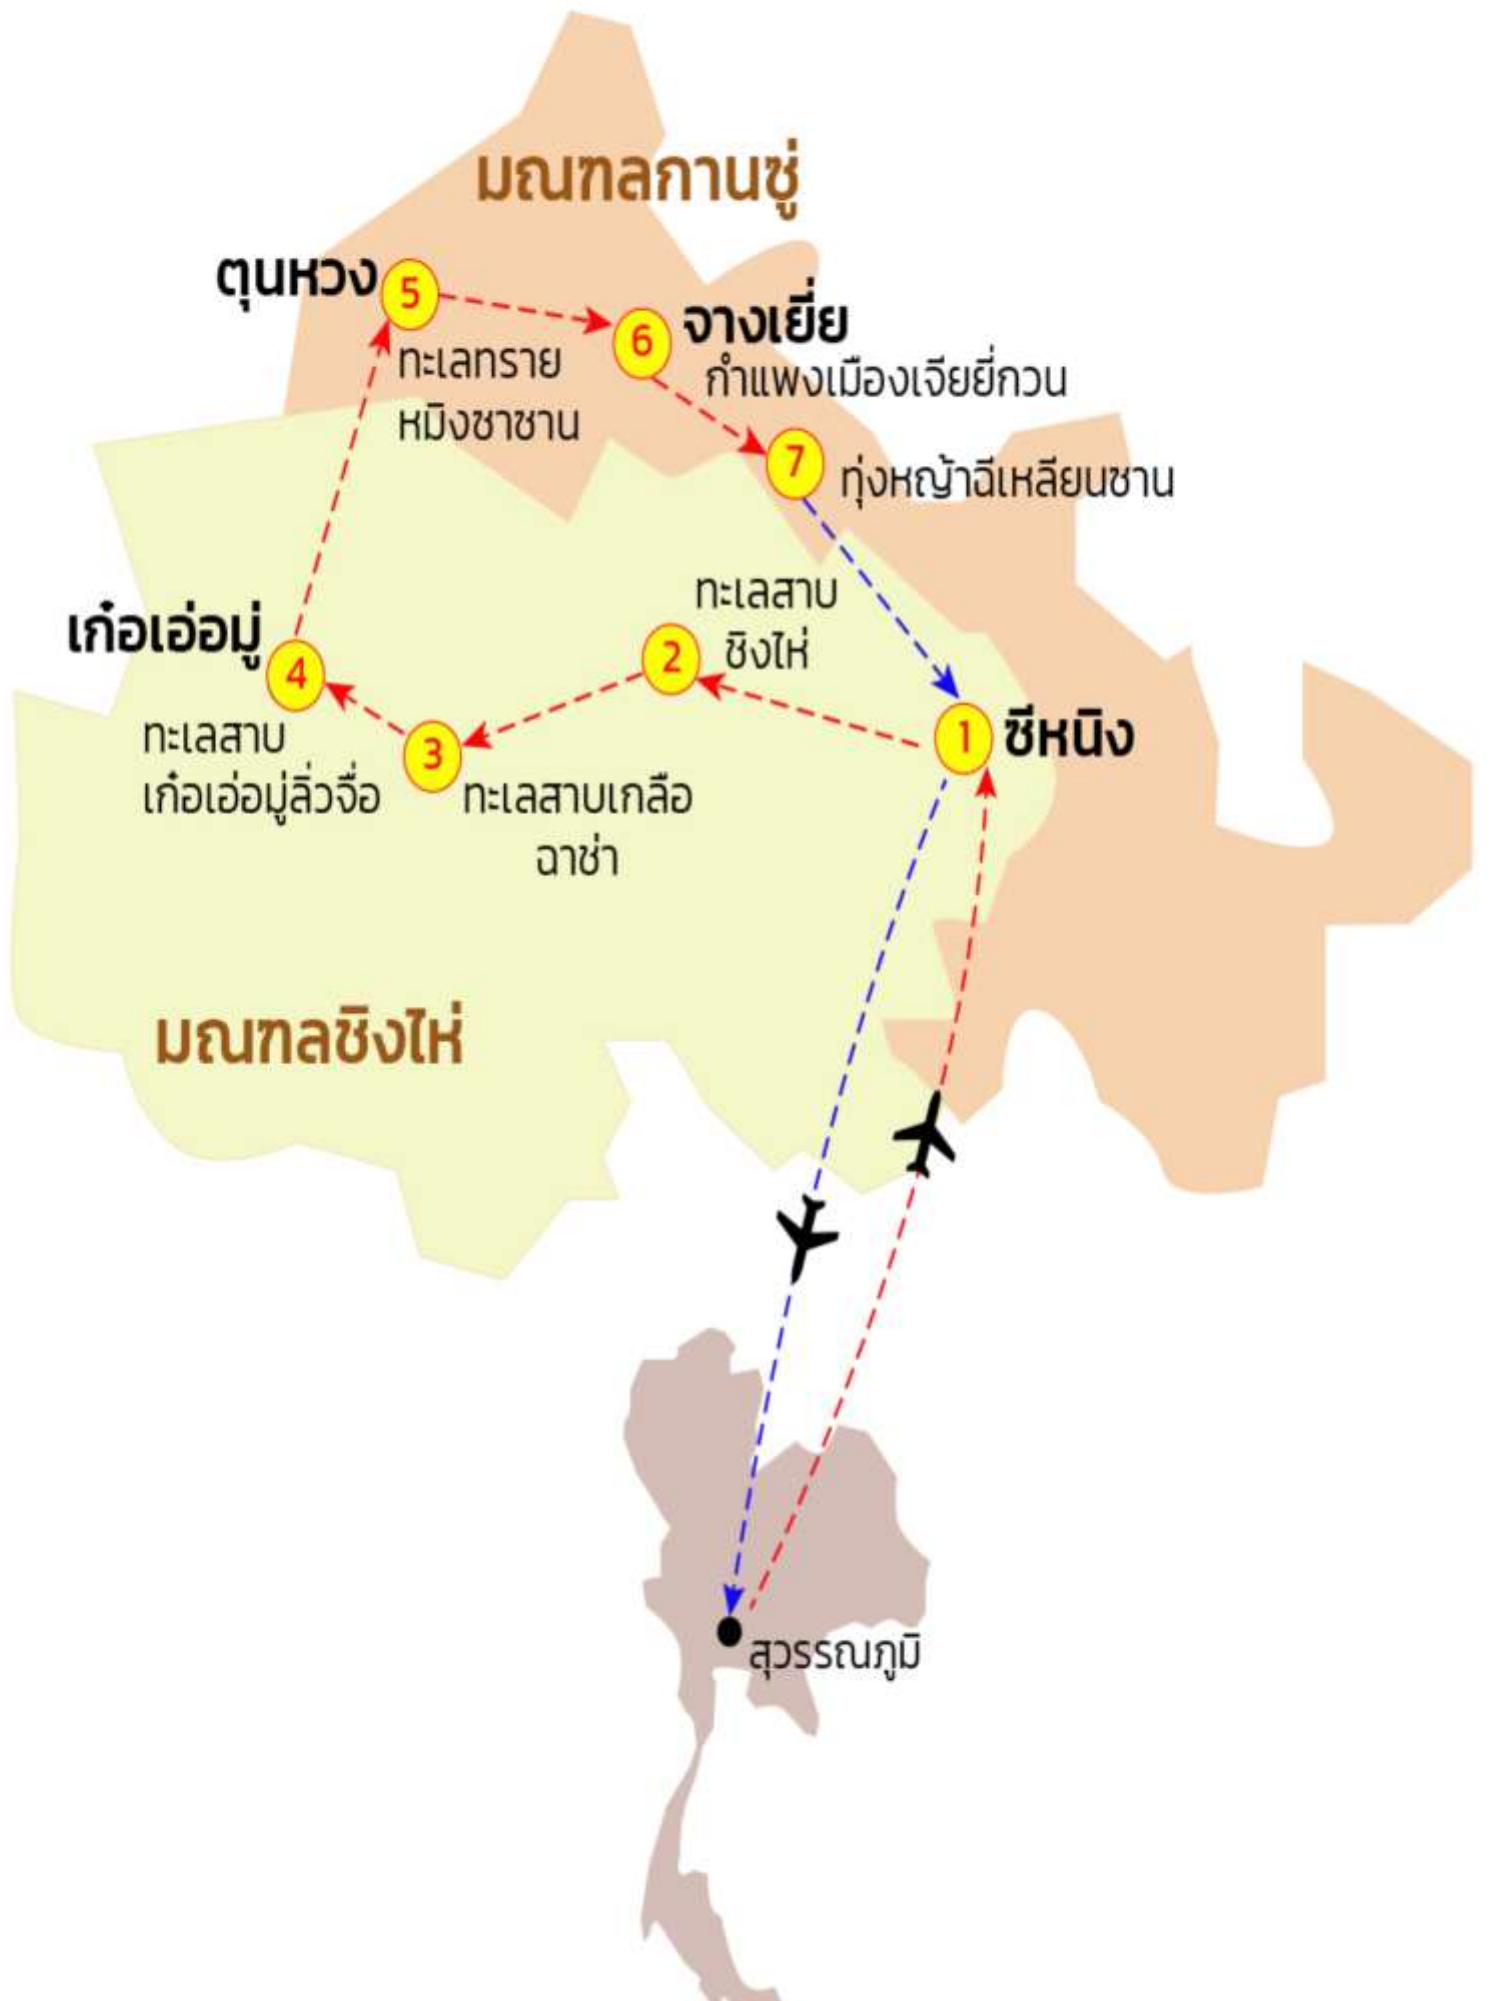 มณฑลกานซู่
ตุนหวง
5
ทะเลทราย
หมิงซาซาน
6
จางเยี่ย
กำแพงเมืองเจียยี่กวน
7
ทุ่งหญ้าฉีเหลียนซาน
ทะเลสาบ
ชิงไห่
2
เก๋อเอ่อมู่
4
ทะเลสาบ
เก๋อเอ่อมู่ลิ่วจื่อ
3
ทะเลสาบเกลือ
ฉาช่า
1
ซีหนิง
มณฑลชิงไห่
สุวรรณภูมิ